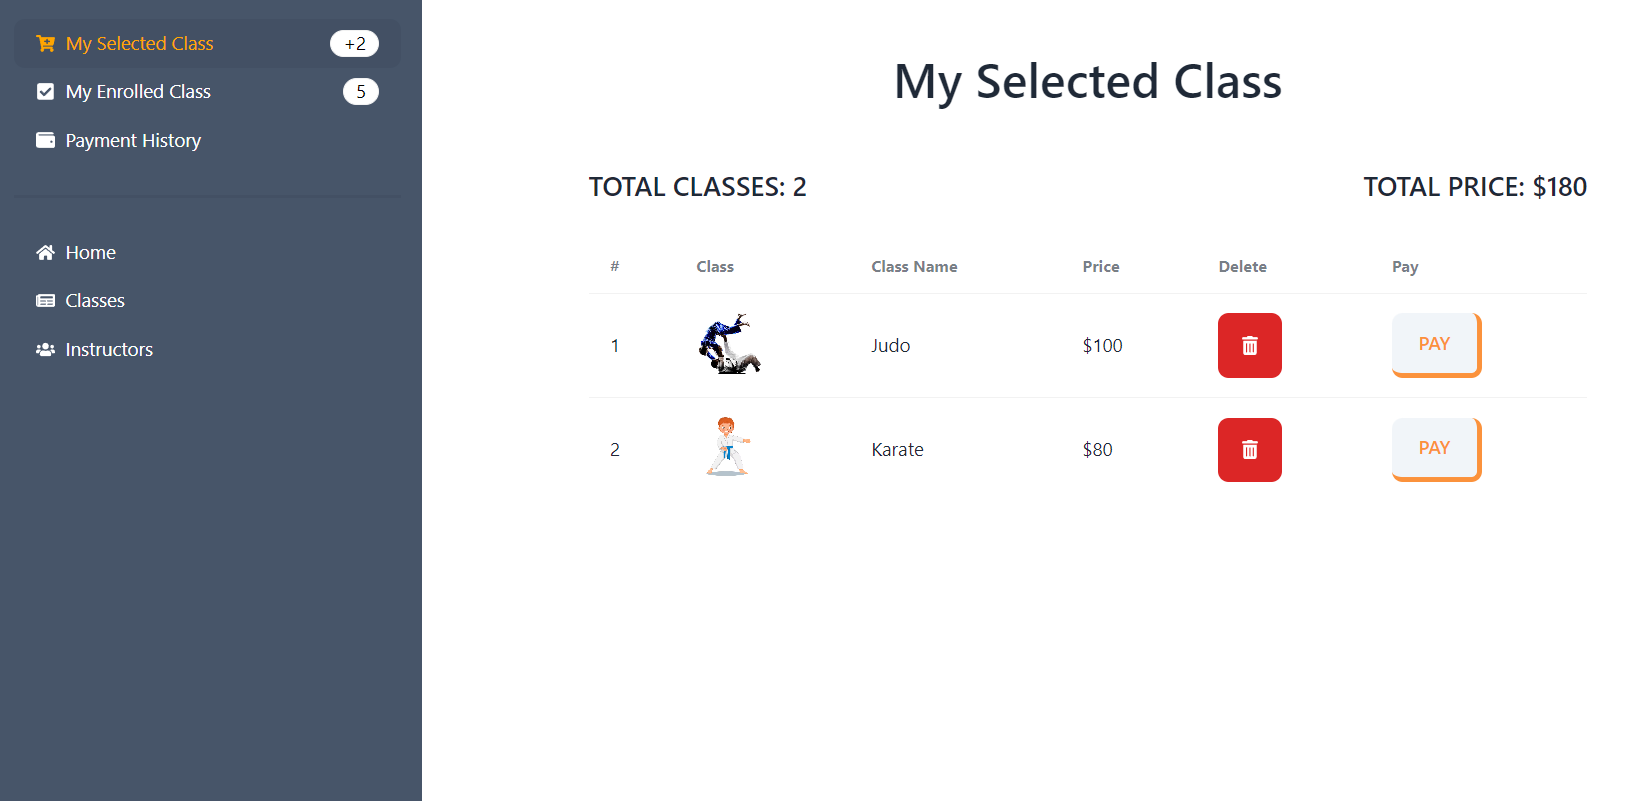 My Selected Class +2
My Enrolled Class 5
Payment History
Home
Classes
Instructors
My Selected Class
TOTAL CLASSES: 2 TOTAL PRICE: $180
# Class Class Name Price Delete Pay
1 Judo $100 PAY
2 Karate $80 PAY